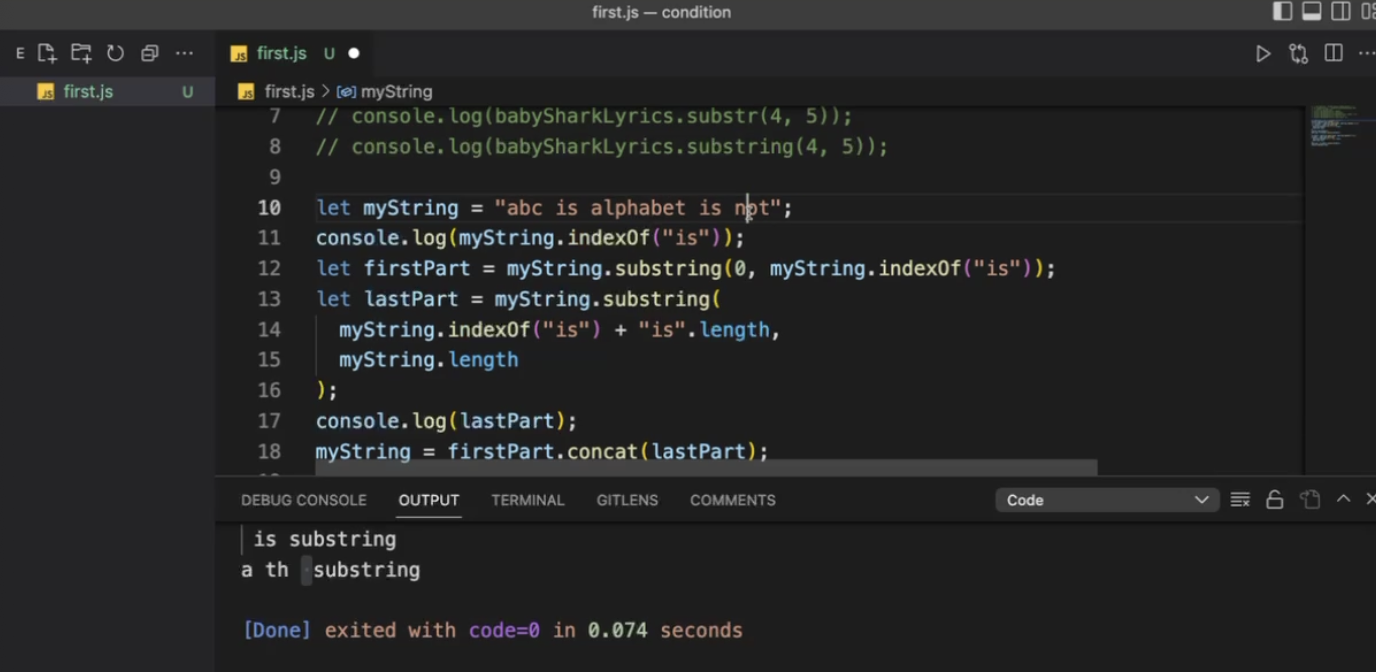 first.js — condition
E
first.js U
first.js U
first.js > myString
7 // console.log(babySharkLyrics.substr(4, 5));
8 // console.log(babySharkLyrics.substring(4, 5));
9
10 let myString = "abc is alphabet is not";
11 console.log(myString.indexOf("is"));
12 let firstPart = myString.substring(0, myString.indexOf("is"));
13 let lastPart = myString.substring(
14 myString.indexOf("is") + "is".length,
15 myString.length
16 );
17 console.log(lastPart);
18 myString = firstPart.concat(lastPart);
DEBUG CONSOLE OUTPUT TERMINAL GITLENS COMMENTS Code
is substring
a th substring
[Done] exited with code=0 in 0.074 seconds